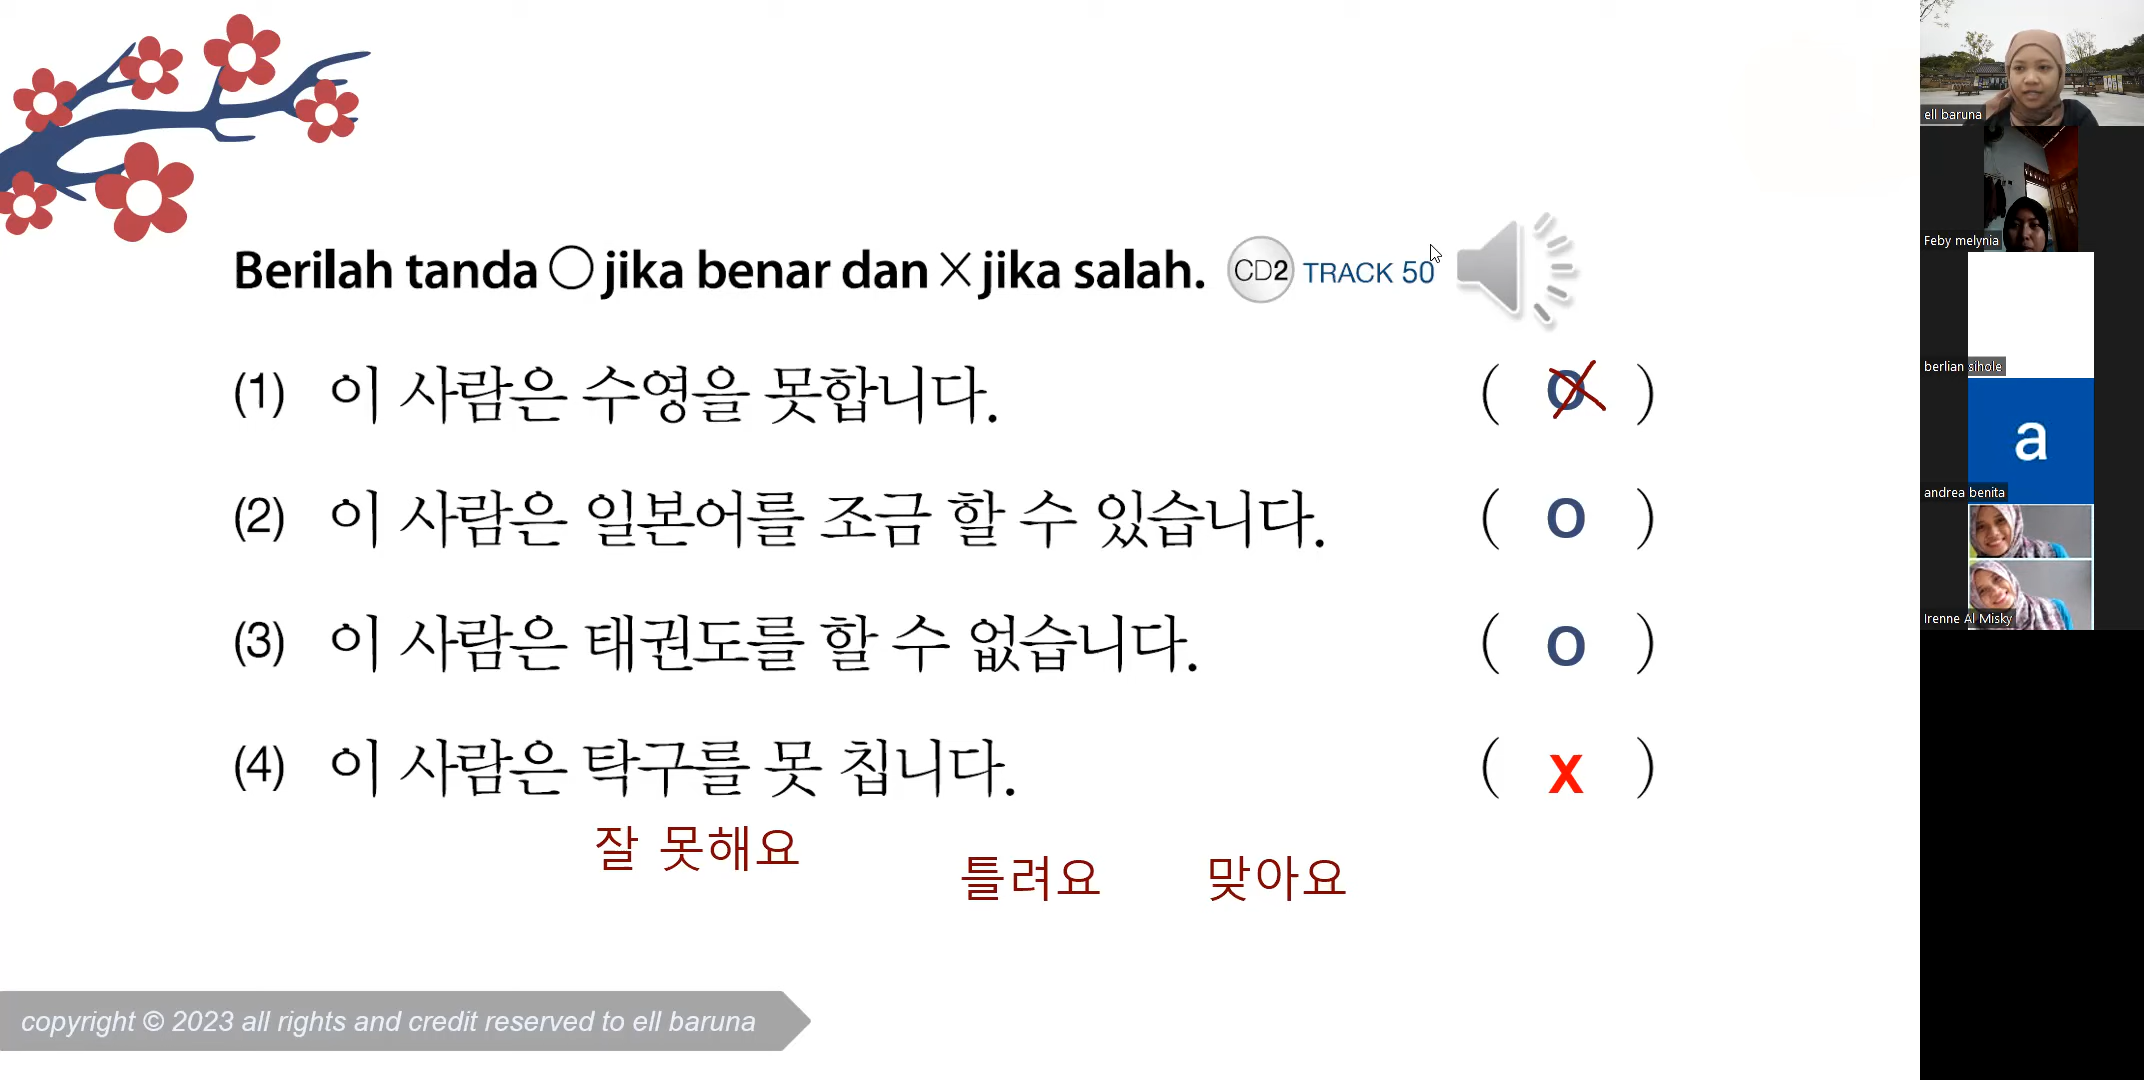 Berilah tanda ○ jika benar dan × jika salah. CD2 TRACK 50
(1) 이 사람은 수영을 못합니다. ( O )
(2) 이 사람은 일본어를 조금 할 수 있습니다. ( O )
(3) 이 사람은 태권도를 할 수 없습니다. ( O )
(4) 이 사람은 탁구를 못 칩니다. ( X )
잘 못해요
틀려요 맞아요
copyright © 2023 all rights and credit reserved to ell baruna
ell baruna
Feby melynia
berlian sihole
a
andrea benita
Irenne Al Misky